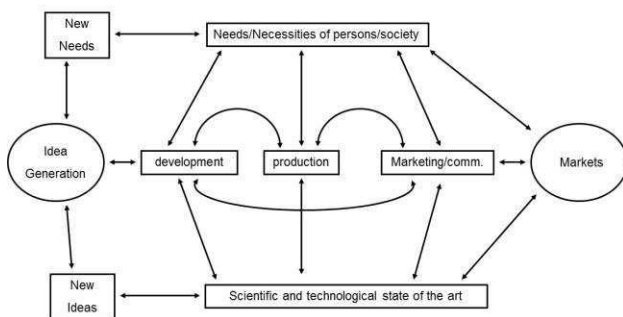 New
Needs
Needs/Necessities of persons/society
Idea
Generation
development
production
Marketing/comm.
Markets
New
Ideas
Scientific and technological state of the art